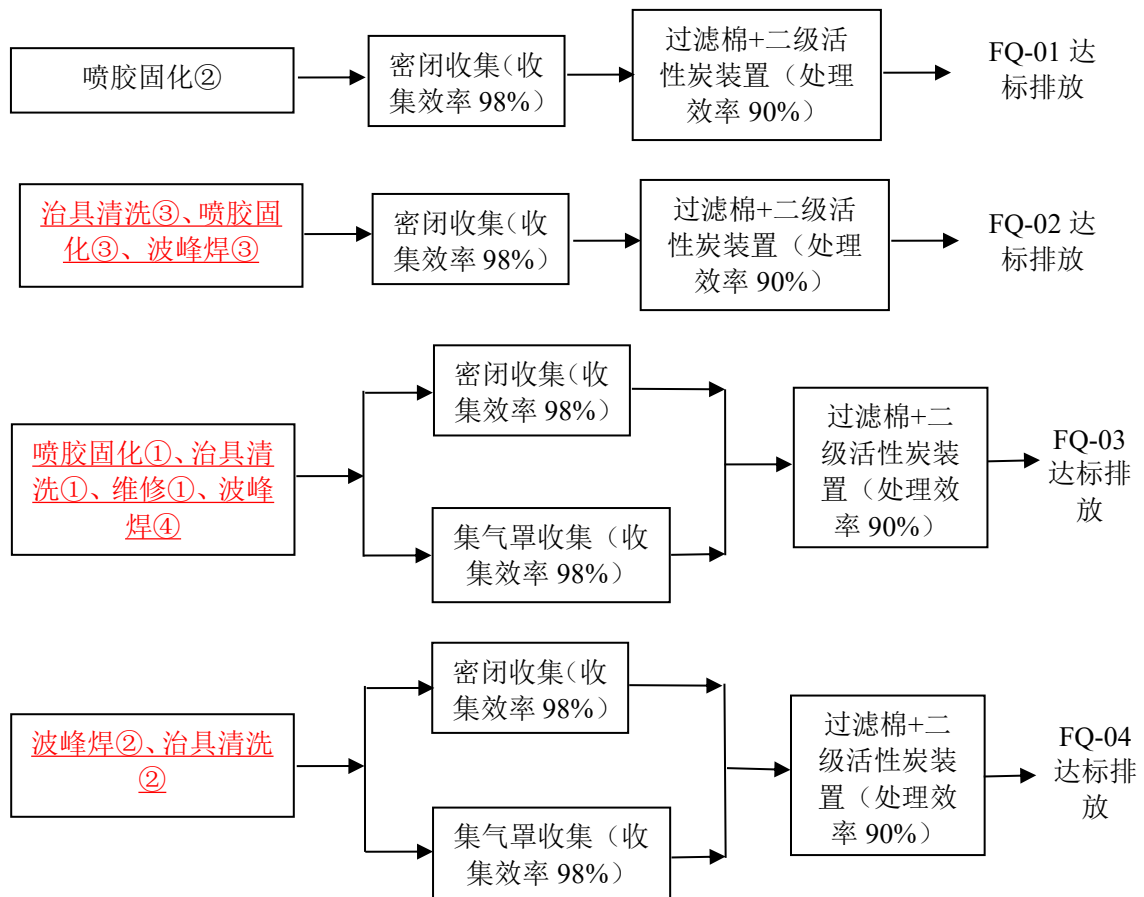 喷胶固化②
密闭收集（收
集效率 98%）
过滤棉+二级活
性炭装置（处理
效率 90%）
FQ-01 达
标排放
治具清洗③、喷胶固
化③、波峰焊③
密闭收集（收
集效率 98%）
过滤棉+二级活
性炭装置（处理
效率 90%）
FQ-02 达
标排放
喷胶固化①、治具清
洗①、维修①、波峰
焊④
密闭收集（收
集效率 98%）
集气罩收集（收
集效率 98%）
过滤棉+二
级活性炭装
置（处理效
率 90%）
FQ-03
达标排
放
波峰焊②、治具清洗
②
密闭收集（收
集效率 98%）
集气罩收集（收
集效率 98%）
过滤棉+二
级活性炭装
置（处理效
率 90%）
FQ-04
达标排
放